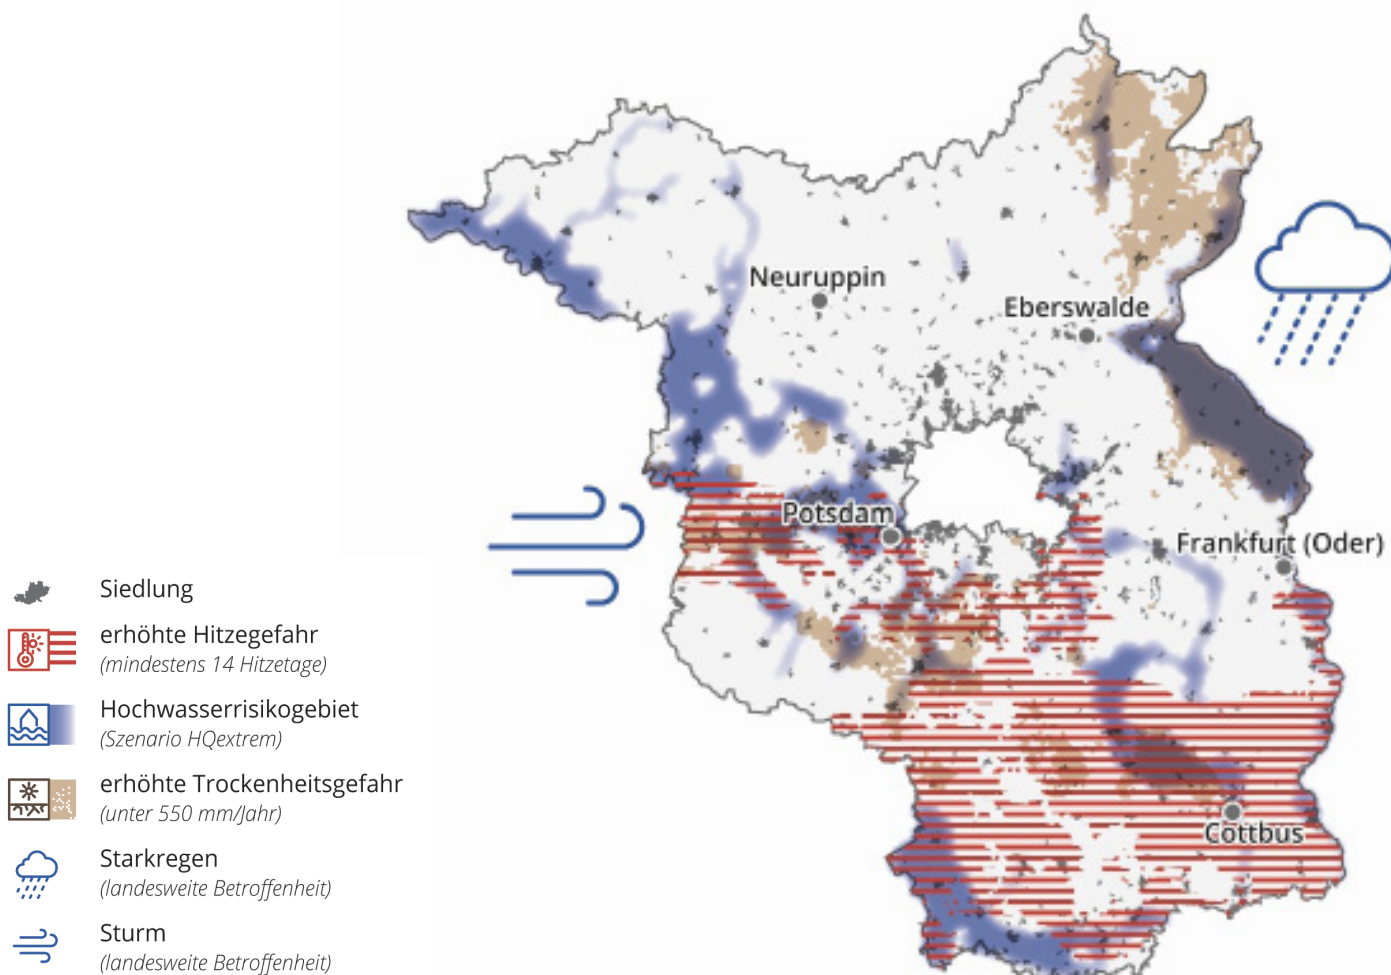 Neuruppin
Eberswalde
Potsdam
Frankfurt (Oder)
Cottbus
Siedlung
erhöhte Hitzegefahr
(mindestens 14 Hitzetage)
Hochwasserrisikogebiet
(Szenario HQextrem)
erhöhte Trockenheitsgefahr
(unter 550 mm/Jahr)
Starkregen
(landesweite Betroffenheit)
Sturm
(landesweite Betroffenheit)